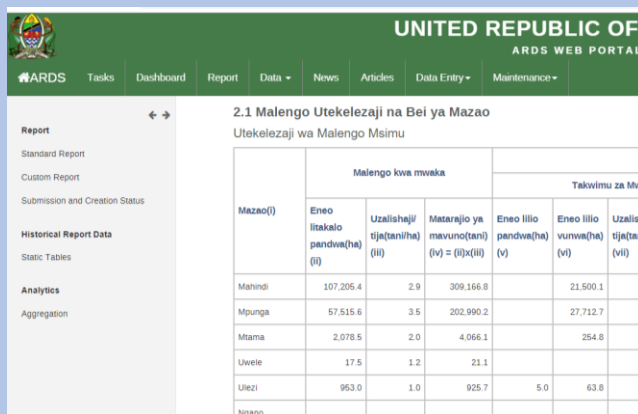 UNITED REPUBLIC OF
ARDS WEB PORTAL
ARDS Tasks Dashboard Report Data News Articles Data Entry Maintenance
Report
Standard Report
Custom Report
Submission and Creation Status
Historical Report Data
Static Tables
Analytics
Aggregation
2.1 Malengo Utekelezaji na Bei ya Mazao
Utekelezaji wa Malengo Msimu
Malengo kwa mwaka
Takwimu za
Mazao(i)
Eneo litakalo pandwa(ha) (ii)
Uzalishaji/ tija(tani/ha) (iii)
Matarajio ya mavuno(tani) (iv) = (ii)x(iii)
Eneo lilio pandwa(ha) (v)
Eneo lilio vunwa(ha) (vi)
(vii)
Mahindi 107,205.4 2.9 309,166.8 21,500.1
Mpunga 57,515.6 3.5 202,990.2 27,712.7
Mtama 2,078.5 2.0 4,066.1 254.8
Uwele 17.5 1.2 21.1
Ulezi 953.0 1.0 925.7 5.0 63.8
Ngano